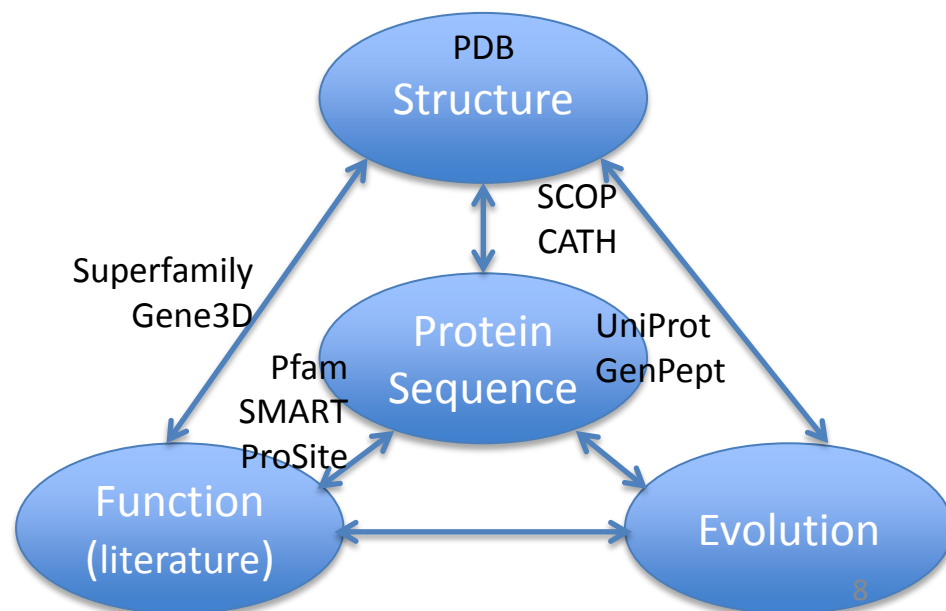 PDB
Structure
SCOP
CATH
Superfamily
Gene3D
Protein
Sequence
UniProt
GenPept
Pfam
SMART
ProSite
Function
(literature)
Evolution
8